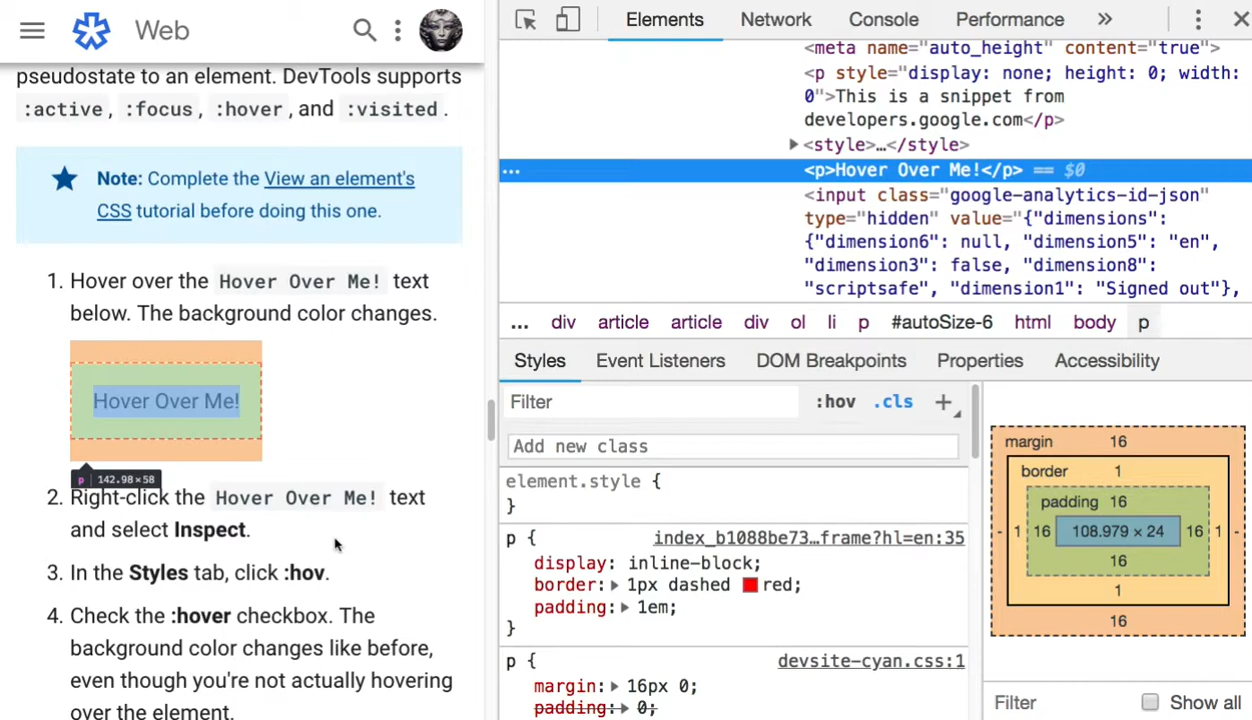 Web
pseudostate to an element. DevTools supports
:active, :focus, :hover, and :visited.
Note: Complete the View an element's
CSS tutorial before doing this one.
1. Hover over the Hover Over Me! text
below. The background color changes.
Hover Over Me!
p 142.98×58
2. Right-click the Hover Over Me! text
and select Inspect.
3. In the Styles tab, click :hov.
4. Check the :hover checkbox. The
background color changes like before,
even though you're not actually hovering
over the element.
Elements Network Console Performance »
<meta name="auto_height" content="true">
<p style="display: none; height: 0; width:
0">This is a snippet from
developers.google.com</p>
<style>…</style>
… <p>Hover Over Me!</p> == $0
<input class="google-analytics-id-json"
type="hidden" value="{"dimensions":
{"dimension6": null, "dimension5": "en",
"dimension3": false, "dimension8":
"scriptsafe", "dimension1": "Signed out"},
... div article article div ol li p #autoSize-6 html body p
Styles Event Listeners DOM Breakpoints Properties Accessibility
Filter :hov .cls +
Add new class
element.style {
}
p { index_b1088be73…frame?hl=en:35
display: inline-block;
border: 1px dashed red;
padding: 1em;
}
p { devsite-cyan.css:1
margin: 16px 0;
padding: 0;
margin 16
border 1
padding 16
- 1 16 108.979 × 24 16 1 -
16
1
16
Filter Show all